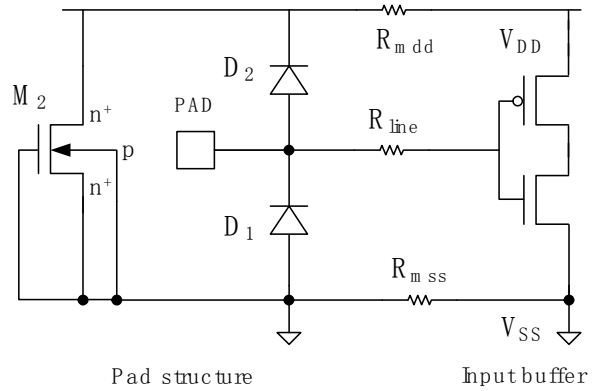 R_mdd
V_DD
D_2
M_2
n+
PAD
R_line
p
n+
D_1
R_mss
V_SS
Pad structure
Input buffer